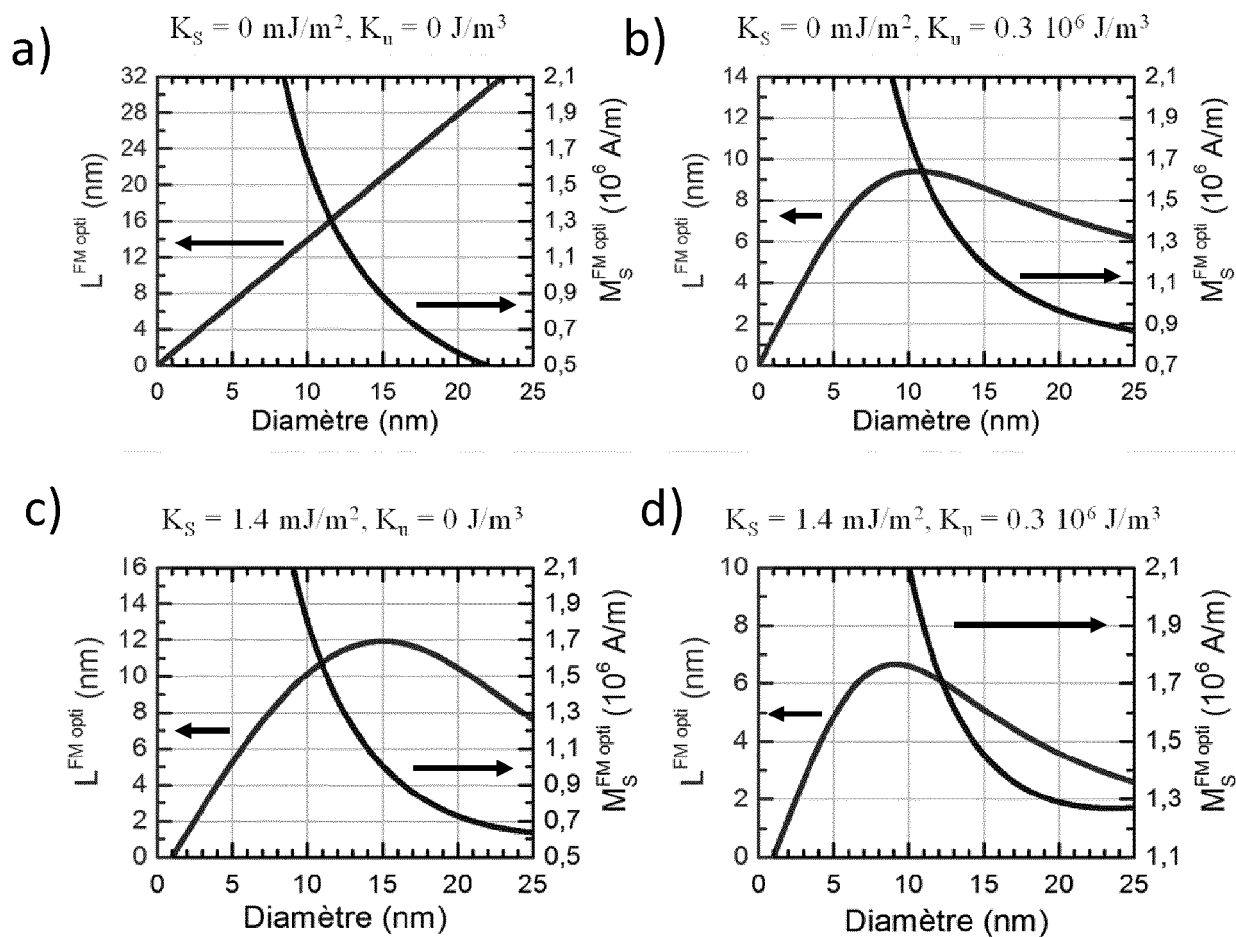 a)
K_S = 0 mJ/m², K_u = 0 J/m³
L^FM opti (nm)
32
28
24
20
16
12
8
4
0
2,1
1,9
1,7
1,5
1,3
1,1
0,9
0,7
0,5
M_S^FM opti (10⁶ A/m)
0 5 10 15 20 25
Diamètre (nm)
b)
K_S = 0 mJ/m², K_u = 0.3 10⁶ J/m³
L^FM opti (nm)
14
12
10
8
6
4
2
0
2,1
1,9
1,7
1,5
1,3
1,1
0,9
0,7
M_S^FM opti (10⁶ A/m)
0 5 10 15 20 25
Diamètre (nm)
c)
K_S = 1.4 mJ/m², K_u = 0 J/m³
L^FM opti (nm)
16
14
12
10
8
6
4
2
0
2,1
1,9
1,7
1,5
1,3
1,1
0,9
0,7
0,5
M_S^FM opti (10⁶ A/m)
0 5 10 15 20 25
Diamètre (nm)
d)
K_S = 1.4 mJ/m², K_u = 0.3 10⁶ J/m³
L^FM opti (nm)
10
8
6
4
2
0
2,1
1,9
1,7
1,5
1,3
1,1
M_S^FM opti (10⁶ A/m)
0 5 10 15 20 25
Diamètre (nm)